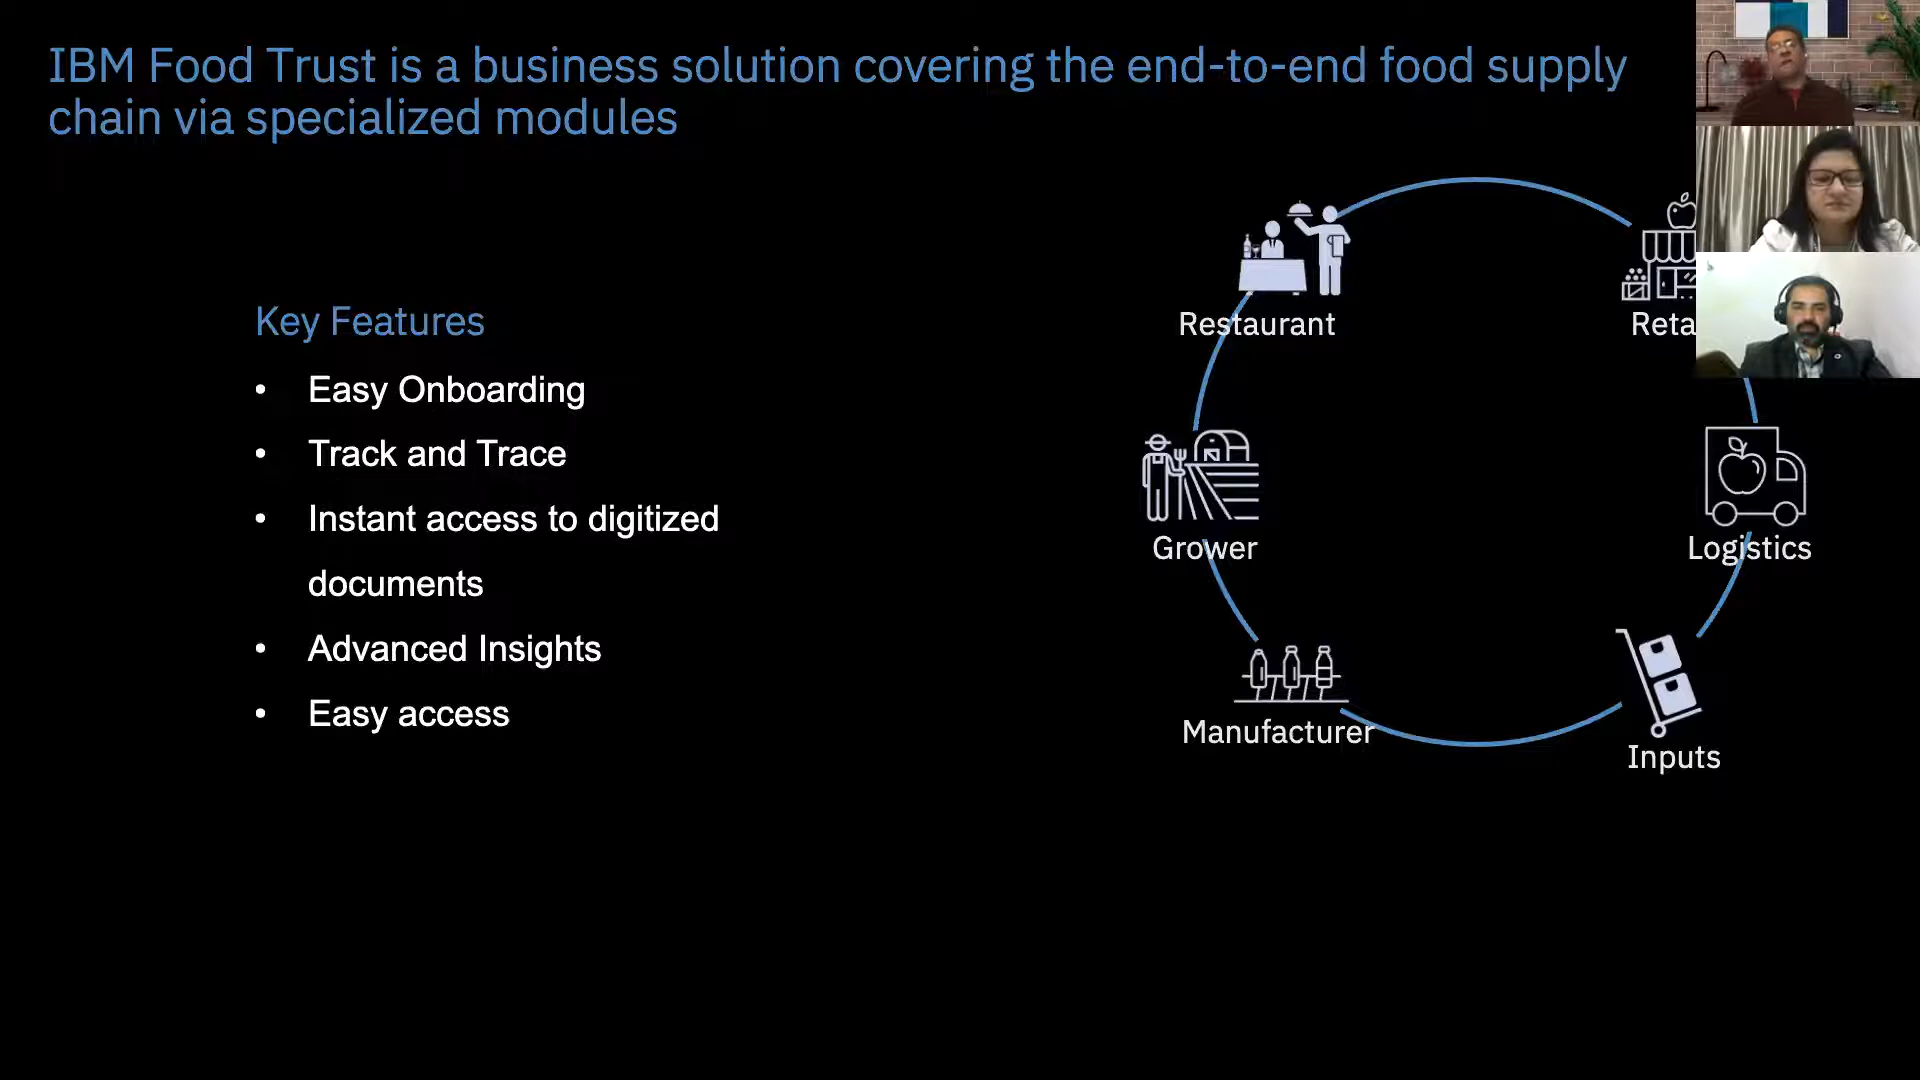 IBM Food Trust is a business solution covering the end-to-end food supply
chain via specialized modules
Key Features
• Easy Onboarding
• Track and Trace
• Instant access to digitized
documents
• Advanced Insights
• Easy access
Restaurant
Grower
Logistics
Manufacturer
Inputs